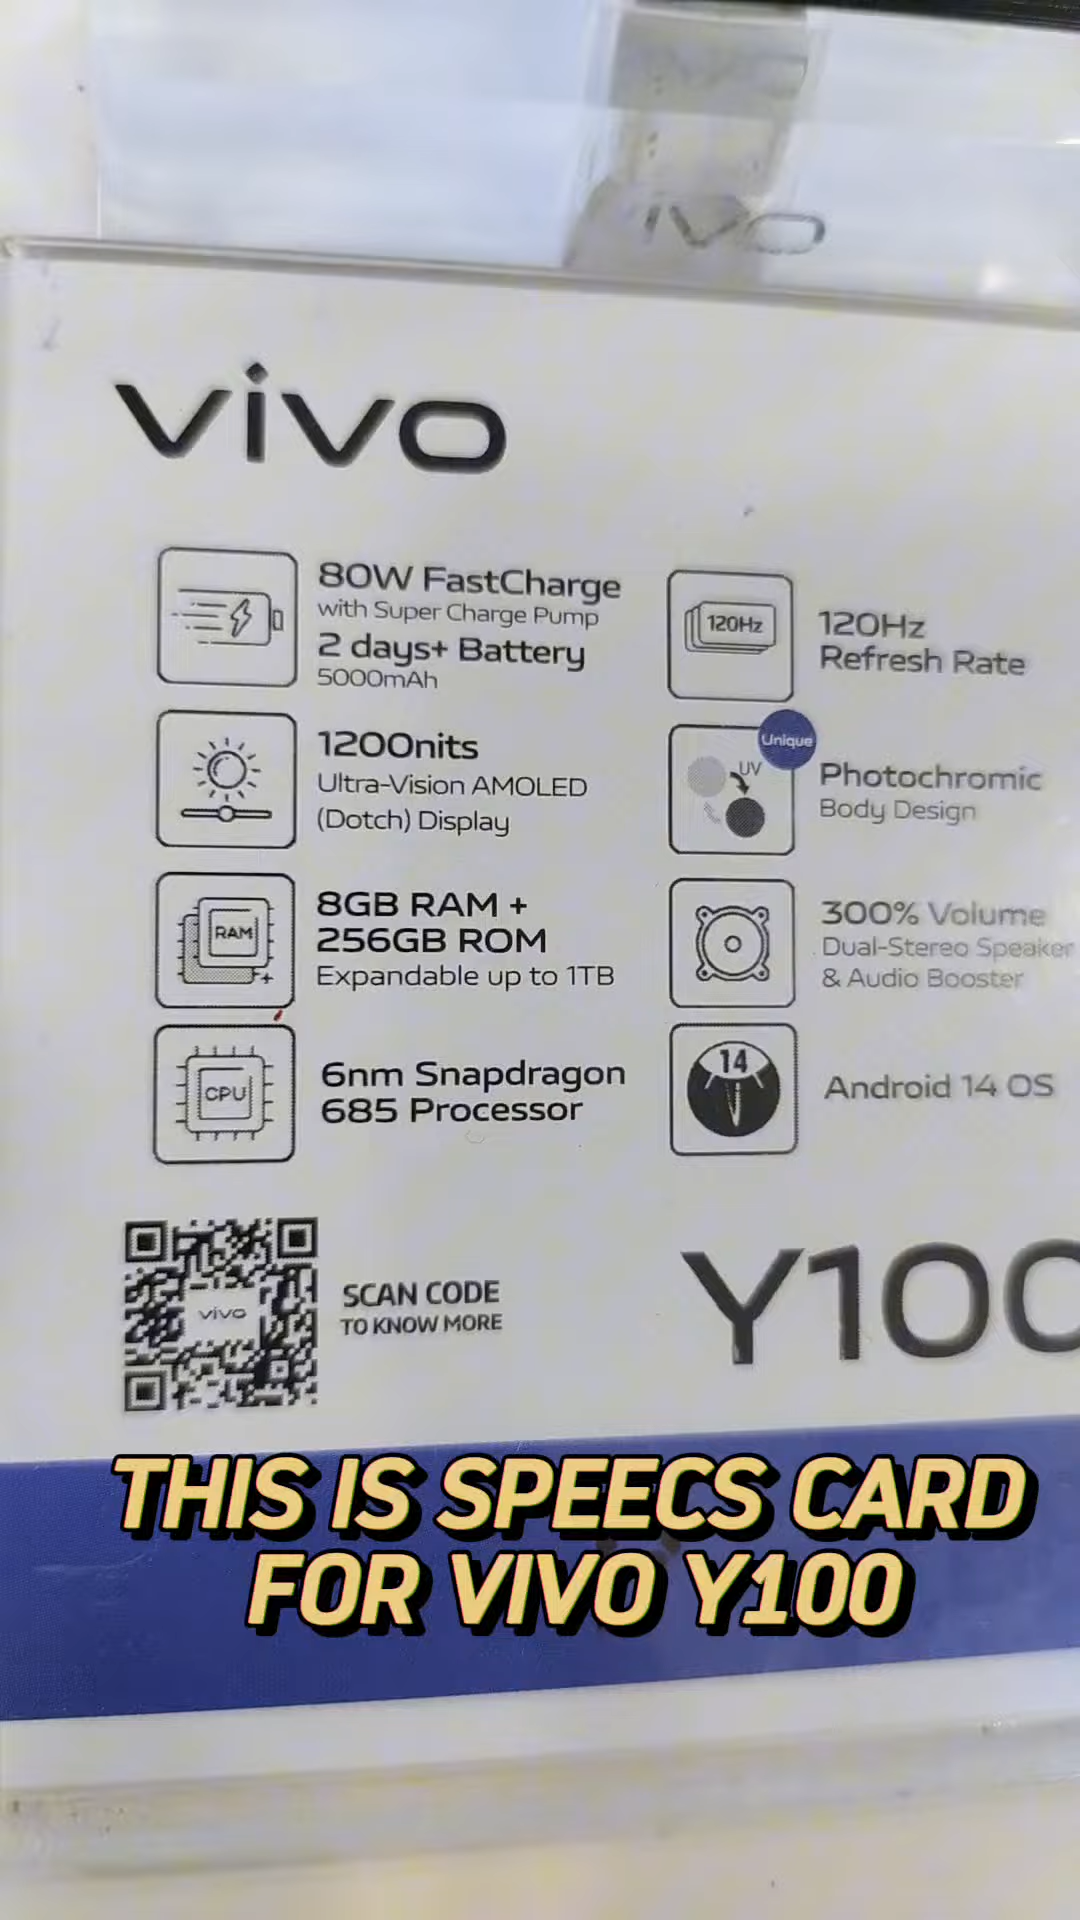 vivo
vivo
80W FastCharge
with Super Charge Pump
2 days+ Battery
5000mAh
120Hz
120Hz
Refresh Rate
1200nits
Ultra-Vision AMOLED
(Dotch) Display
Unique
UV
Photochromic
Body Design
RAM
+
8GB RAM +
256GB ROM
Expandable up to 1TB
300% Volume
Dual-Stereo Speaker
& Audio Booster
CPU
6nm Snapdragon
685 Processor
14
Android 14 OS
vivo
SCAN CODE
TO KNOW MORE
Y100
THIS IS SPEECS CARD
FOR VIVO Y100